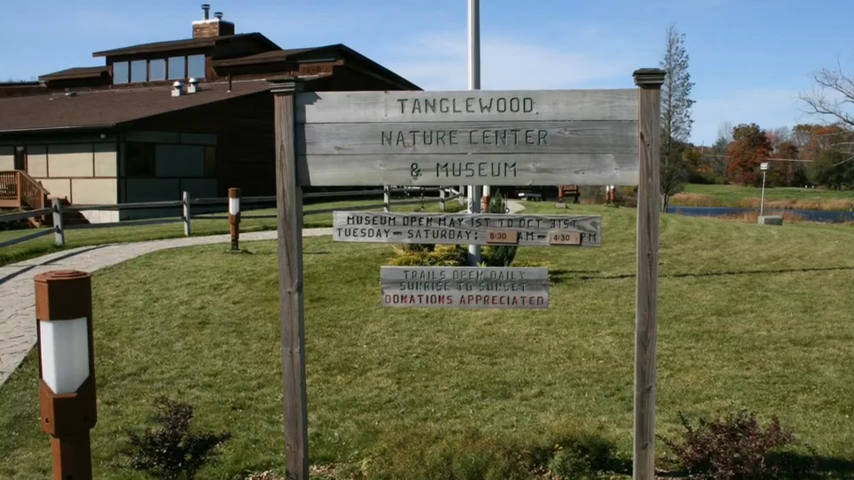 TANGLEWOOD
NATURE CENTER
& MUSEUM
MUSEUM OPEN MAY 1ST TO OCT 31ST
TUESDAY - SATURDAY: 8:30 AM - 4:30 PM
TRAILS OPEN DAILY
SUNRISE TO SUNSET
DONATIONS APPRECIATED